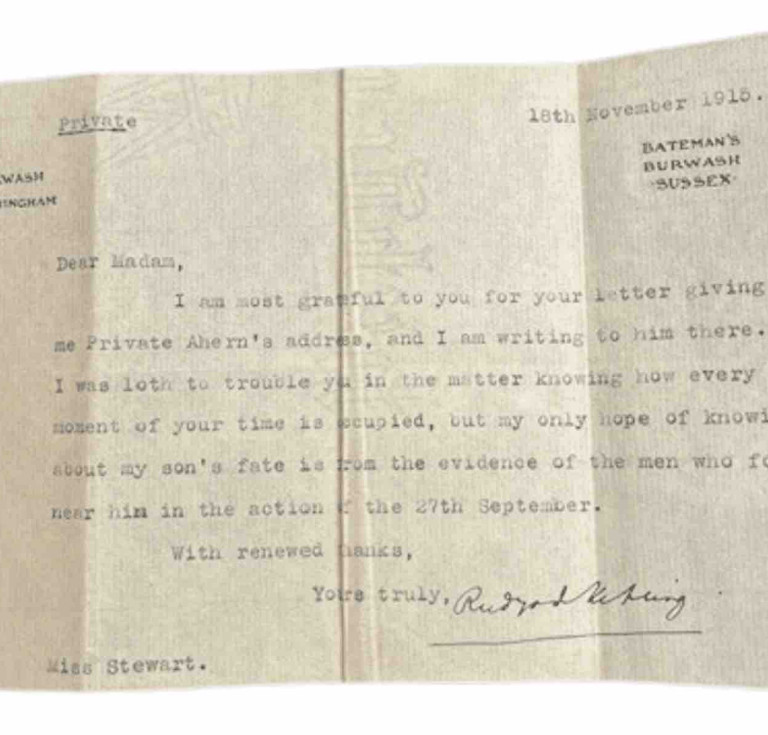 Private
18th November 1915.
BATEMAN'S
BURWASH
SUSSEX
WASH
INGHAM
Dear Madam,
I am most grateful to you for your letter giving
me Private Ahern's address, and I am writing to him there.
I was loth to trouble you in the matter knowing how every
moment of your time is occupied, but my only hope of knowi
about my son's fate is from the evidence of the men who fo
near him in the action of the 27th September.
With renewed thanks,
Yours truly, Rudyard Kipling
Miss Stewart.